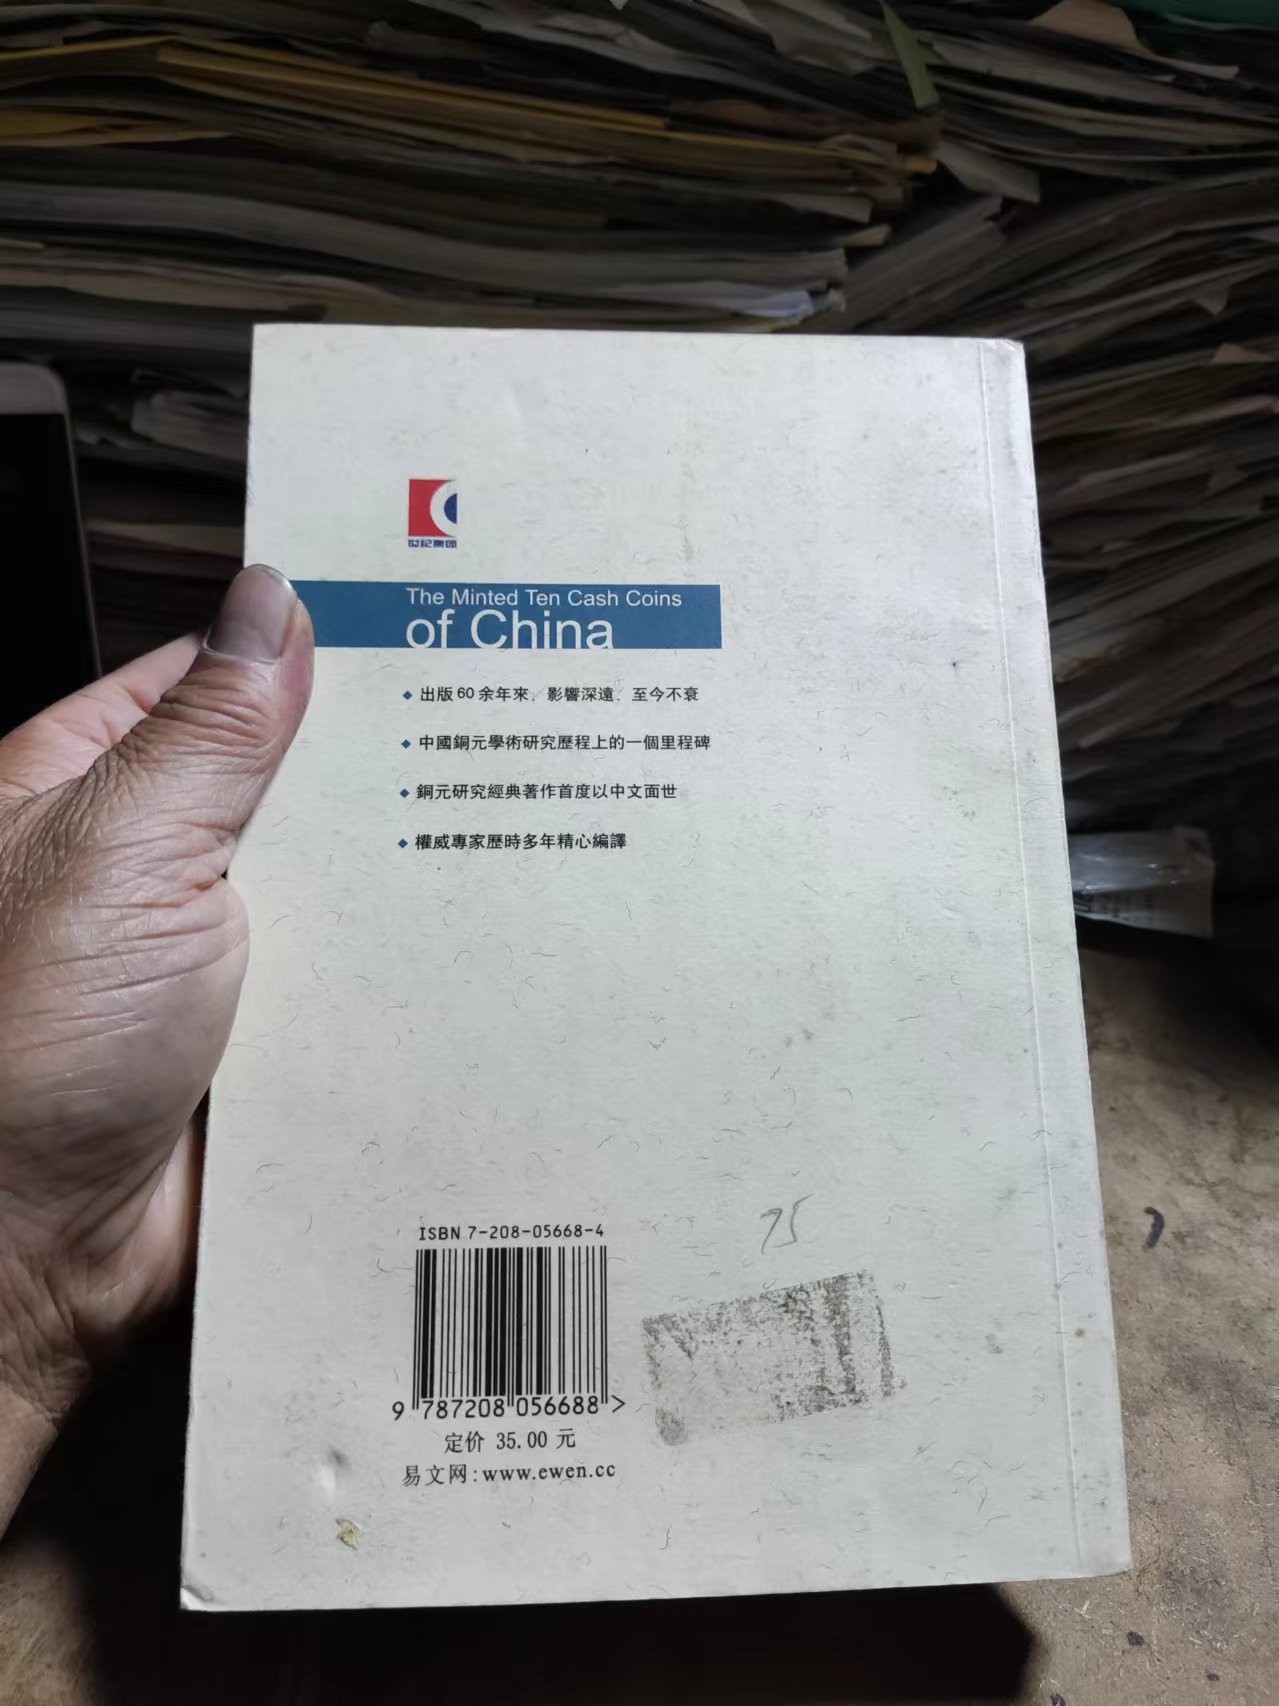 世纪集团
The Minted Ten Cash Coins
of China
◆ 出版60余年來、影響深遠、至今不衰
◆ 中國銅元學術研究歷程上的一個里程碑
◆ 銅元研究經典著作首度以中文面世
◆ 權威專家歷時多年精心編譯
75
ISBN 7-208-05668-4
9 787208 056688 >
定价 35.00 元
易文网:www.ewen.cc